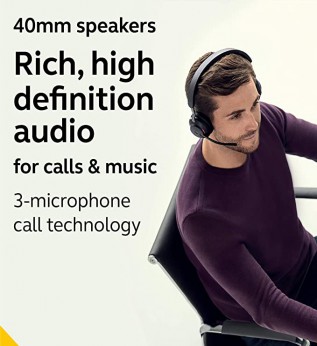 40mm speakers
Rich, high
definition
audio
for calls & music
3-microphone
call technology